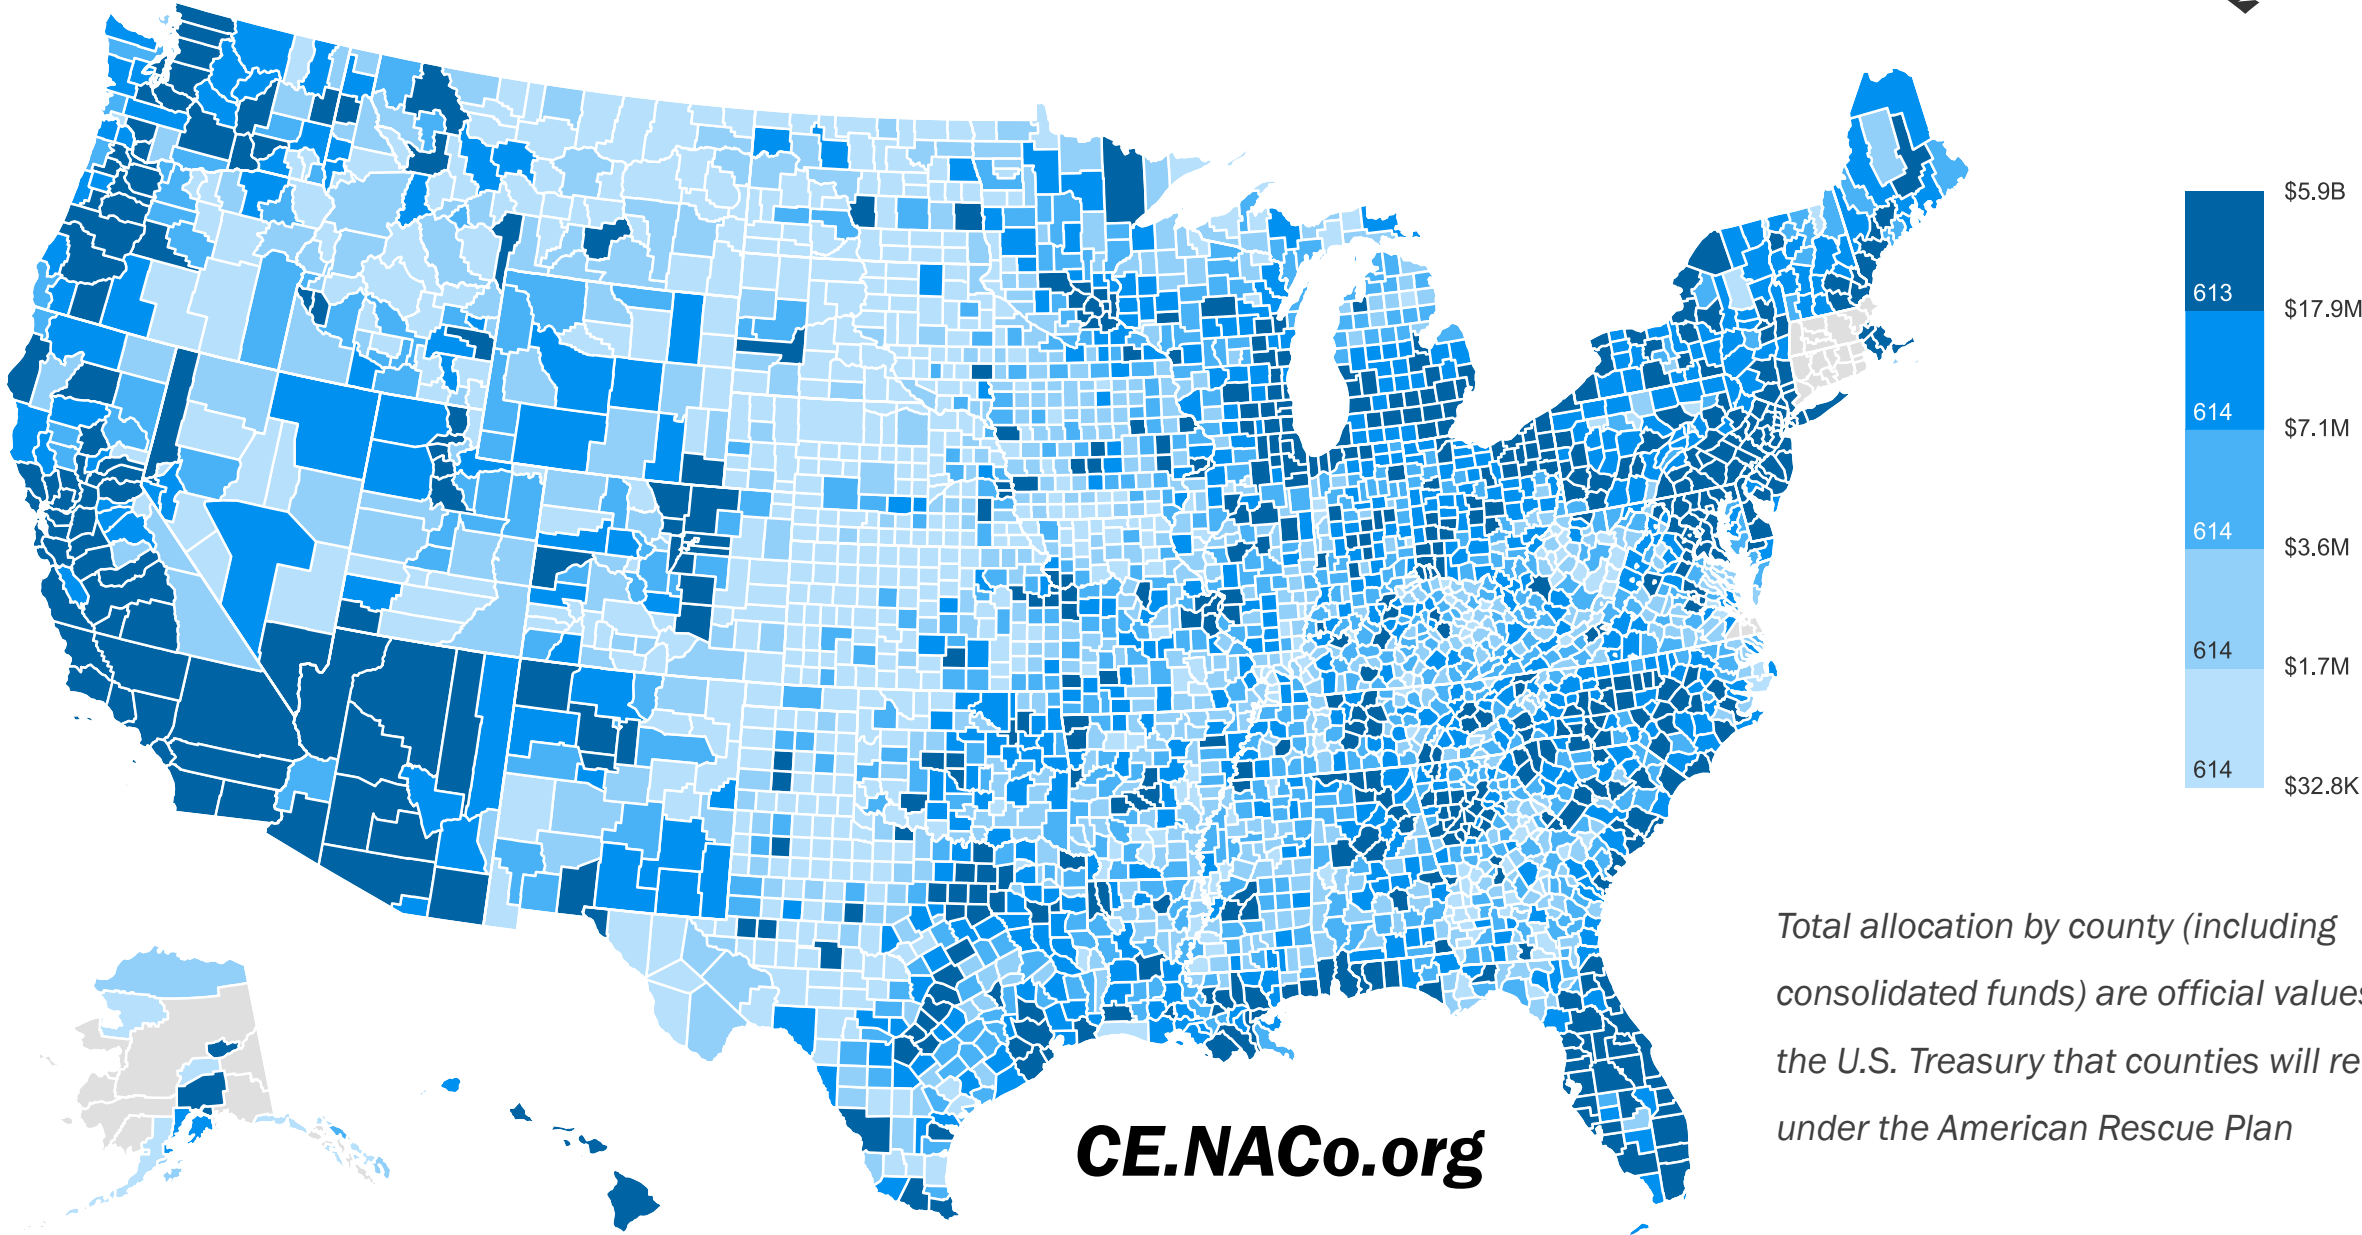 $5.9B
613
$17.9M
614
$7.1M
614
$3.6M
614
$1.7M
614
$32.8K
Total allocation by county (including
consolidated funds) are official values
the U.S. Treasury that counties will re
under the American Rescue Plan
CE.NACo.org